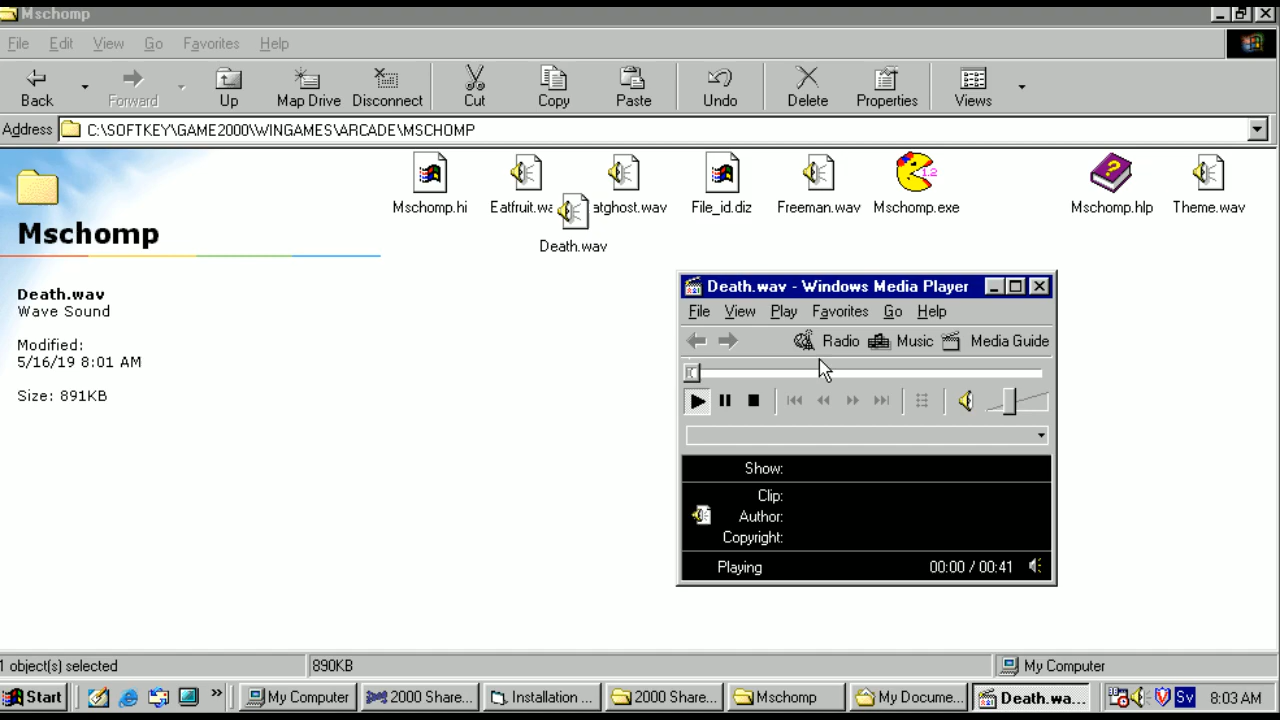 Mschomp
File Edit View Go Favorites Help
Back Forward Up Map Drive Disconnect Cut Copy Paste Undo Delete Properties Views
Address C:\SOFTKEY\GAME2000\WINGAMES\ARCADE\MSCHOMP
1.2
Mschomp.hi Eatfruit.wa atghost.wav File_id.diz Freeman.wav Mschomp.exe Mschomp.hlp Theme.wav
Mschomp
Death.wav
Death.wav - Windows Media Player
Death.wav
Wave Sound
File View Play Favorites Go Help
Modified:
Radio Music Media Guide
5/16/19 8:01 AM
Size: 891KB
Show:
Clip:
Author:
Copyright:
Playing 00:00 / 00:41
1 object(s) selected 890KB My Computer
Start » My Computer 2000 Share... Installation ... 2000 Share... Mschomp My Docume... Death.wa... Sv 8:03 AM